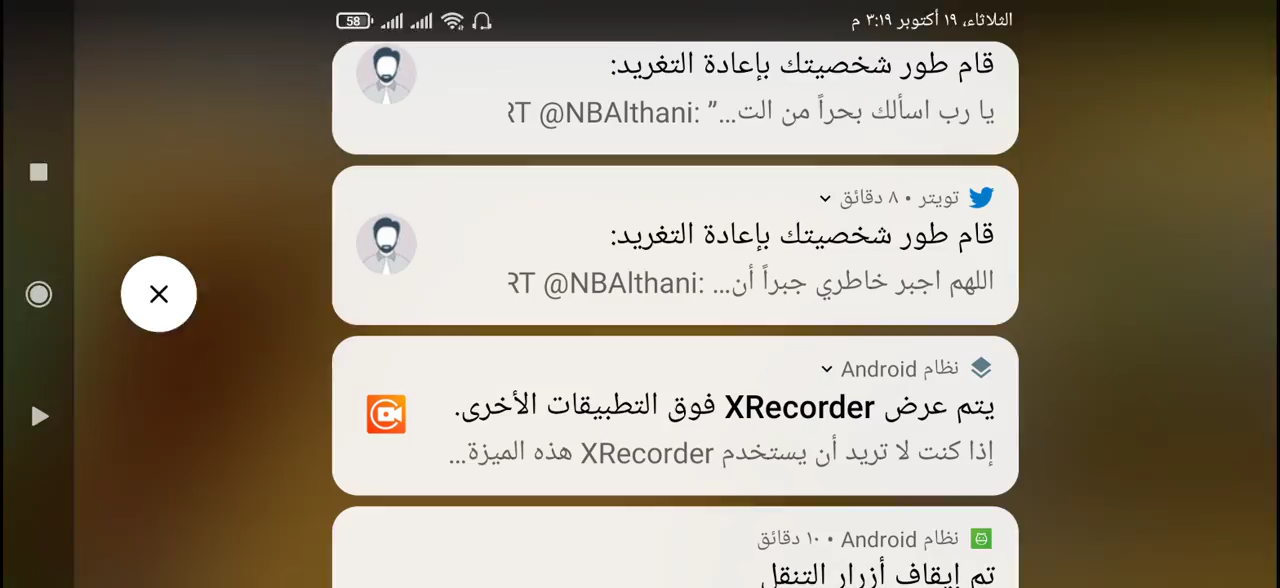 الثلاثاء، ١٩ أكتوبر ٣:١٩ م
58
قام طور شخصيتك بإعادة التغريد:
يا رب اسألك بحراً من الت...” :RT @NBAlthani
تويتر • ٨ دقائق
قام طور شخصيتك بإعادة التغريد:
اللهم اجبر خاطري جبراً أن... :RT @NBAlthani
نظام Android
يتم عرض XRecorder فوق التطبيقات الأخرى.
إذا كنت لا تريد أن يستخدم XRecorder هذه الميزة...
نظام Android • ١٠ دقائق
تم إيقاف أزرار التنقل